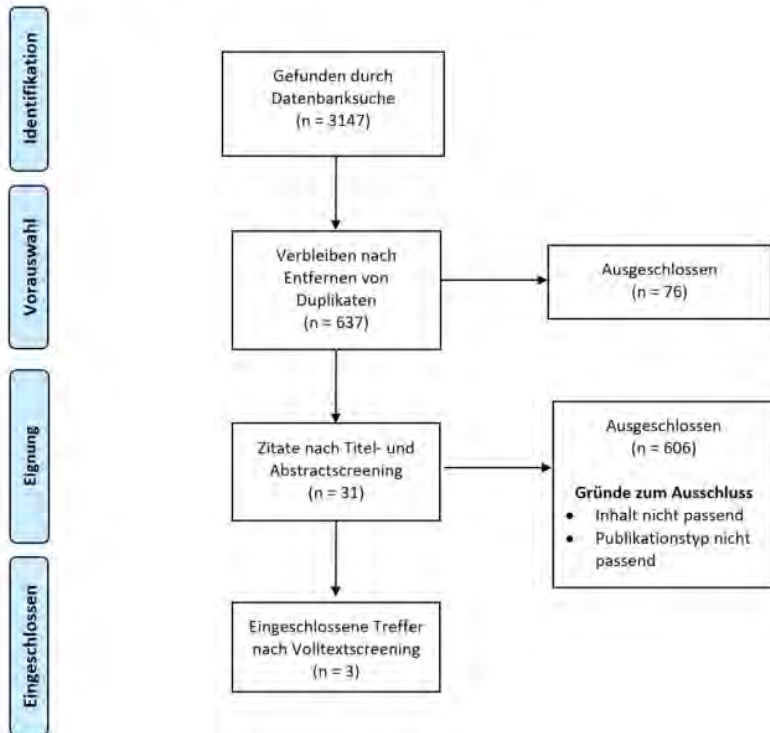 Identifikation
Gefunden durch
Datenbanksuche
(n = 3147)
Vorauswahl
Verbleiben nach
Entfernen von
Duplikaten
(n = 637)
Ausgeschlossen
(n = 76)
Eignung
Zitate nach Titel- und
Abstractscreening
(n = 31)
Ausgeschlossen
(n = 606)
Gründe zum Ausschluss
• Inhalt nicht passend
• Publikationstyp nicht
passend
Eingeschlossen
Eingeschlossene Treffer
nach Volltextscreening
(n = 3)